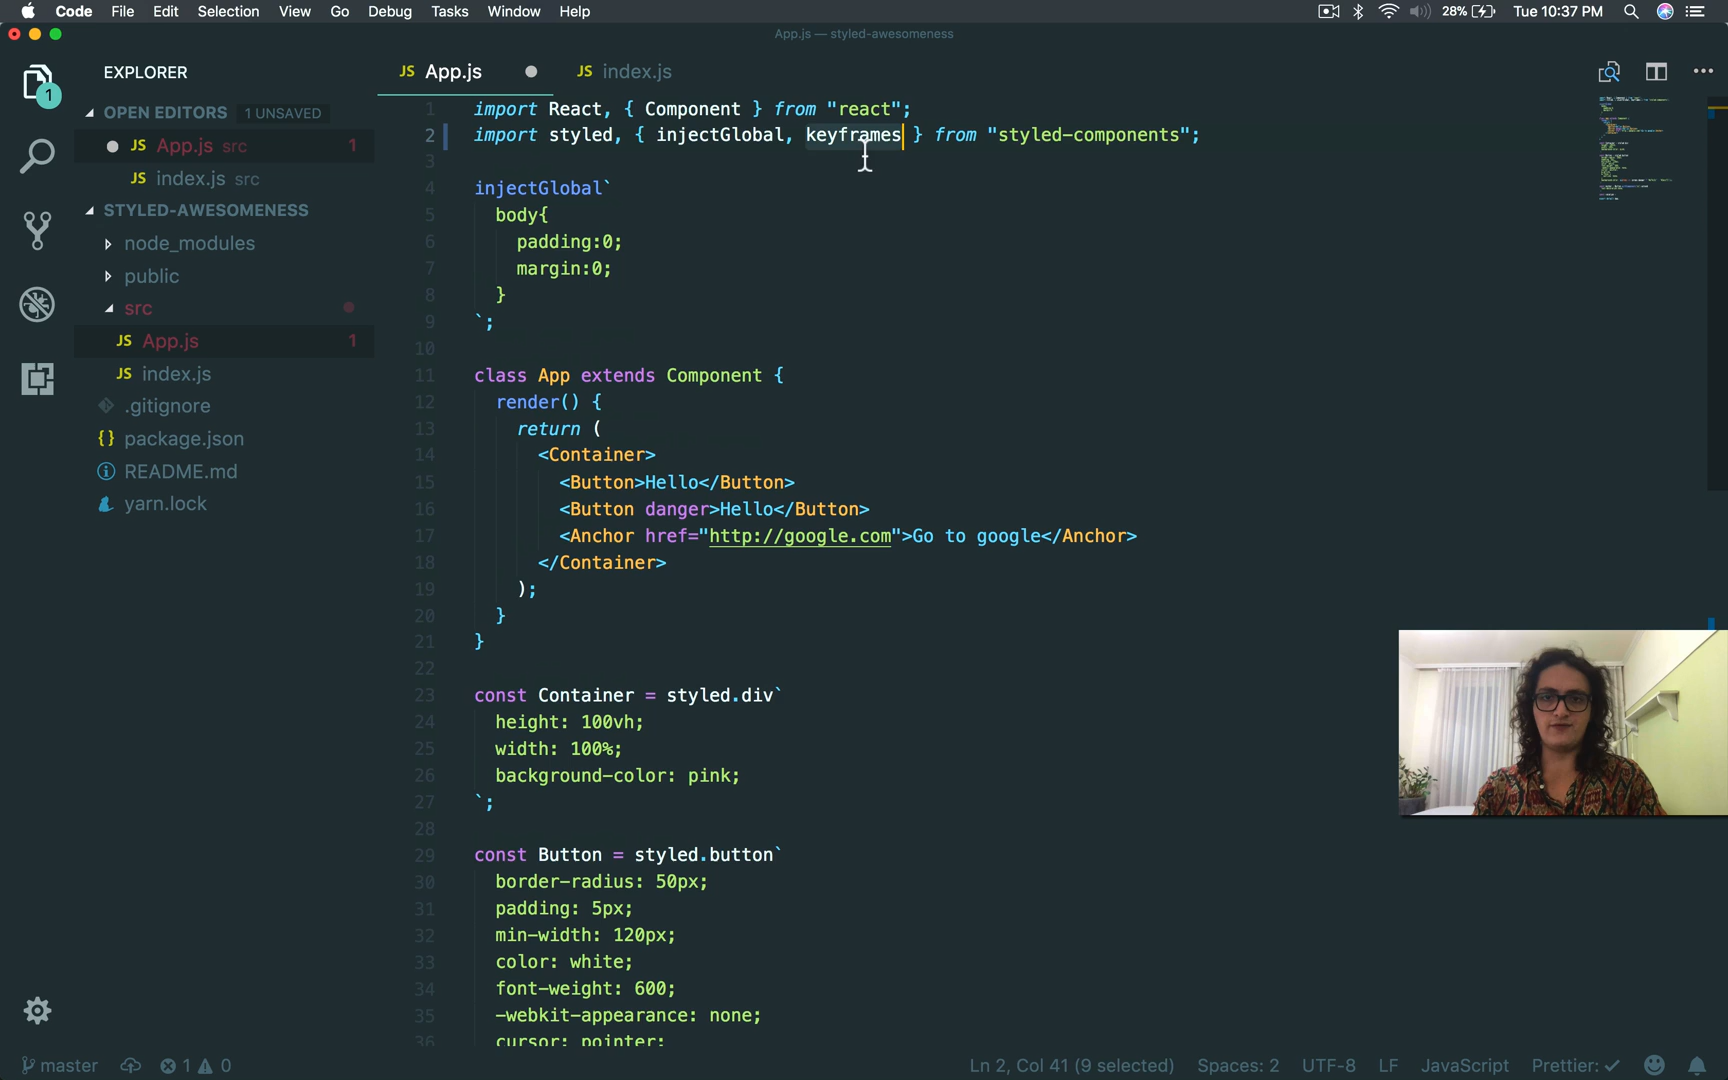 Code File Edit Selection View Go Debug Tasks Window Help 28% Tue 10:37 PM
App.js — styled-awesomeness
EXPLORER
JS App.js
JS index.js
1
OPEN EDITORS 1 UNSAVED
JS App.js src 1
JS index.js src
STYLED-AWESOMENESS
node_modules
public
src
JS App.js 1
JS index.js
.gitignore
{} package.json
README.md
yarn.lock
1 import React, { Component } from "react";
2 import styled, { injectGlobal, keyframes } from "styled-components";
3
4 injectGlobal`
5 body{
6 padding:0;
7 margin:0;
8 }
9 `;
10
11 class App extends Component {
12 render() {
13 return (
14 <Container>
15 <Button>Hello</Button>
16 <Button danger>Hello</Button>
17 <Anchor href="http://google.com">Go to google</Anchor>
18 </Container>
19 );
20 }
21 }
22
23 const Container = styled.div`
24 height: 100vh;
25 width: 100%;
26 background-color: pink;
27 `;
28
29 const Button = styled.button`
30 border-radius: 50px;
31 padding: 5px;
32 min-width: 120px;
33 color: white;
34 font-weight: 600;
35 -webkit-appearance: none;
36 cursor: pointer;
master 1 0 Ln 2, Col 41 (9 selected) Spaces: 2 UTF-8 LF JavaScript Prettier: ✓